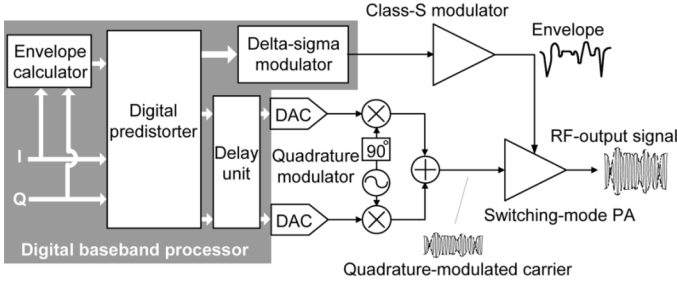 Class-S modulator
Envelope
calculator
Delta-sigma
modulator
Envelope
Digital
predistorter
DAC
Delay
unit
Quadrature
modulator
90°
RF-output signal
I
Q
DAC
Switching-mode PA
Digital baseband processor
Quadrature-modulated carrier